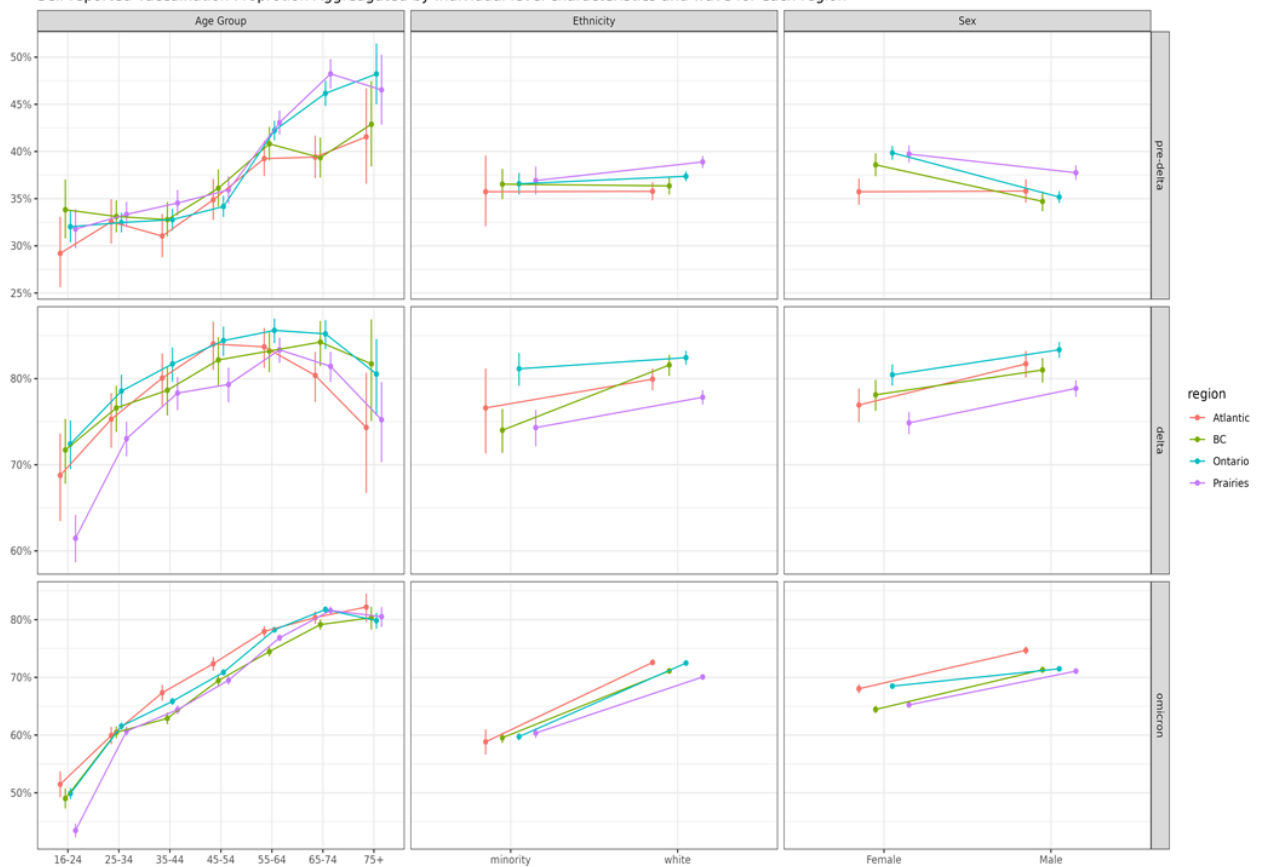 Age Group
Ethnicity
Sex
50%
45%
40%
35%
30%
25%
pre-delta
80%
70%
60%
delta
80%
70%
60%
50%
omicron
16-24
25-34
35-44
45-54
55-64
65-74
75+
minority
white
Female
Male
region
Atlantic
BC
Ontario
Prairies